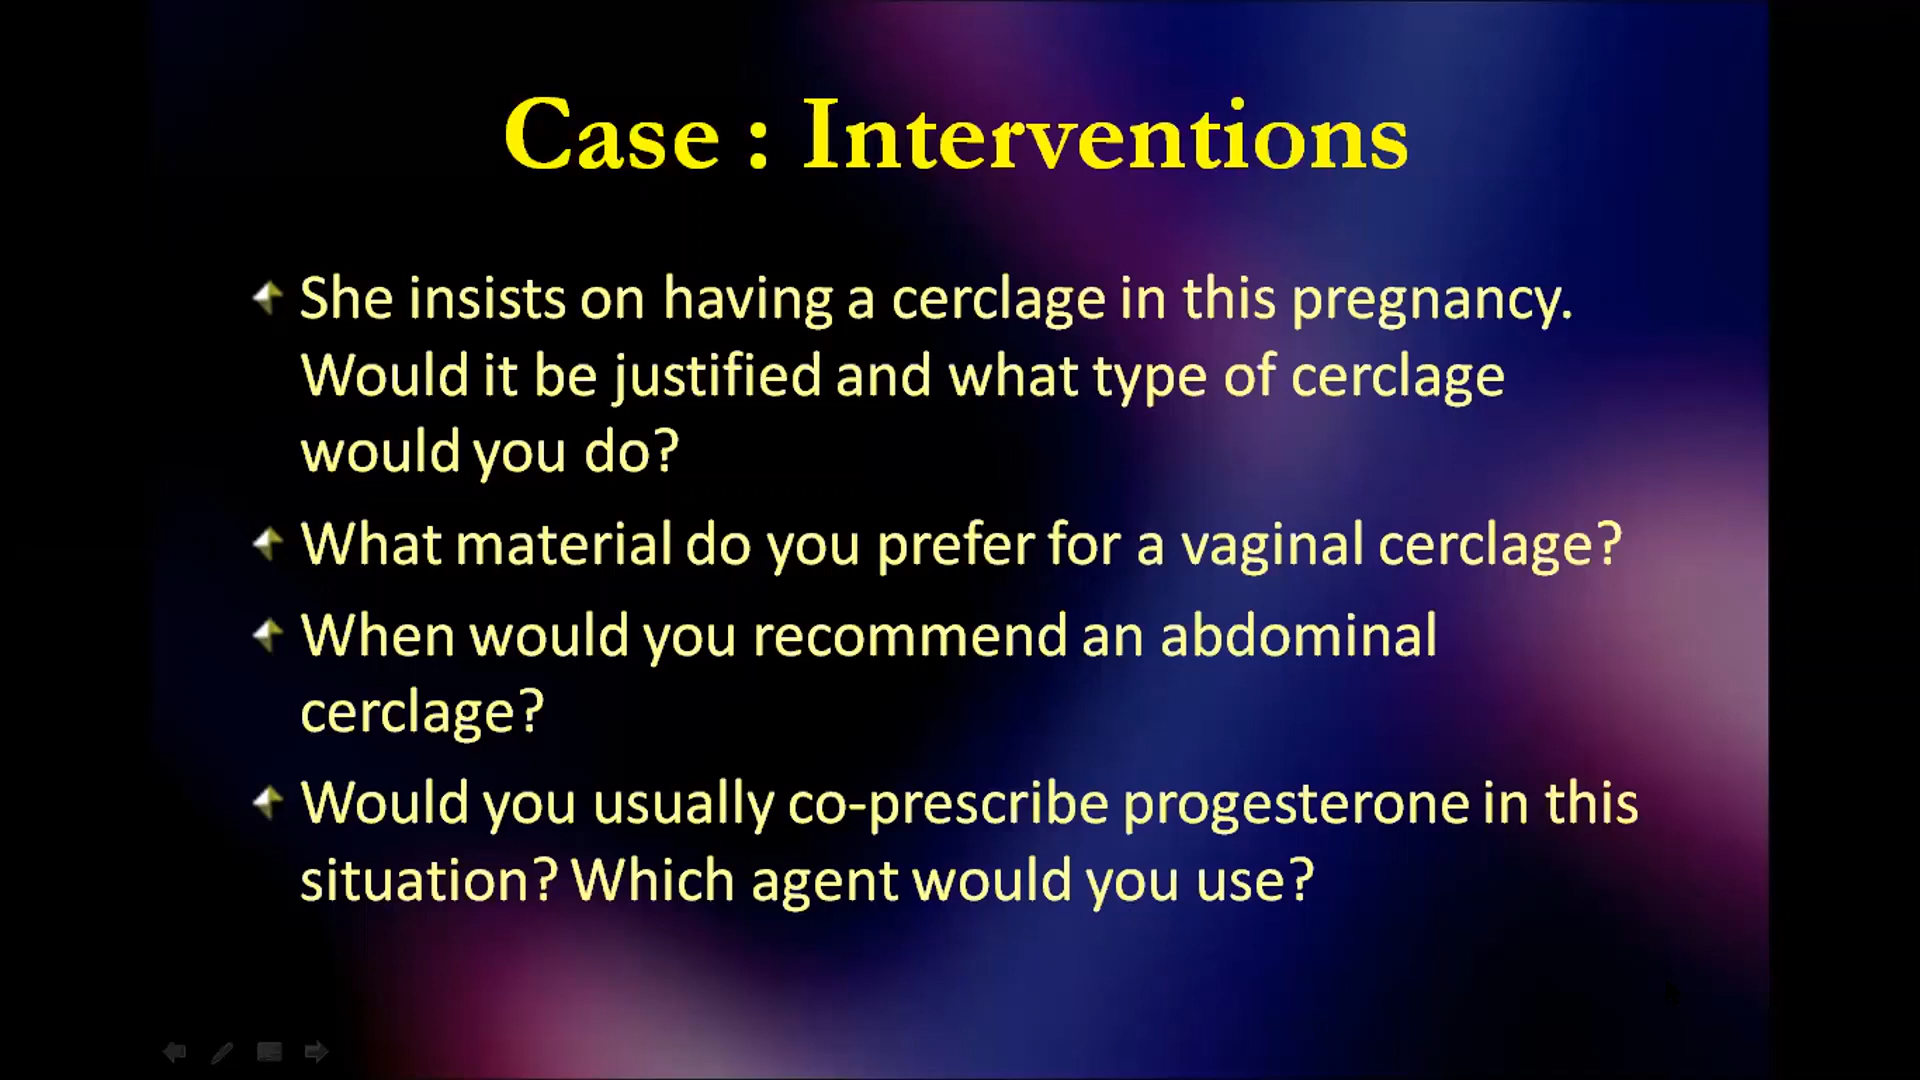 Case : Interventions
She insists on having a cerclage in this pregnancy.
Would it be justified and what type of cerclage
would you do?
What material do you prefer for a vaginal cerclage?
When would you recommend an abdominal
cerclage?
Would you usually co-prescribe progesterone in this
situation? Which agent would you use?